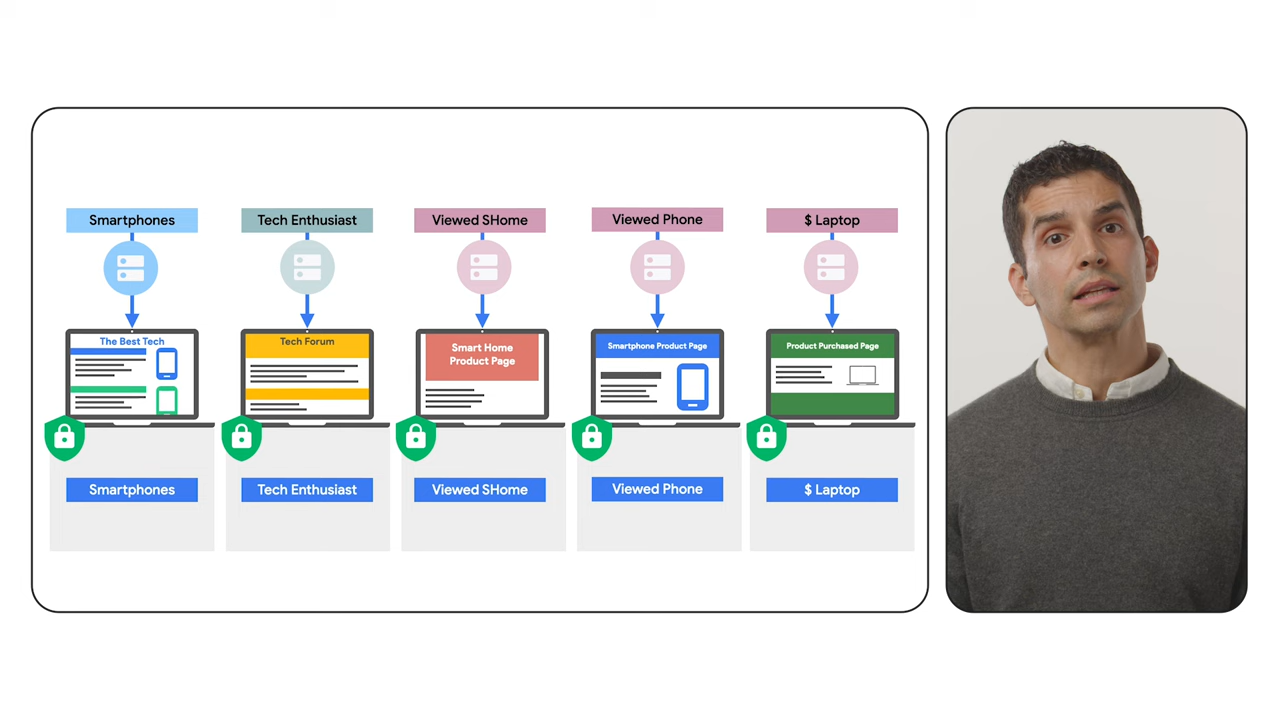 Smartphones
Tech Enthusiast
Viewed SHome
Viewed Phone
$ Laptop
The Best Tech
Tech Forum
Smart Home
Product Page
Smartphone Product Page
Product Purchased Page
Smartphones
Tech Enthusiast
Viewed SHome
Viewed Phone
$ Laptop